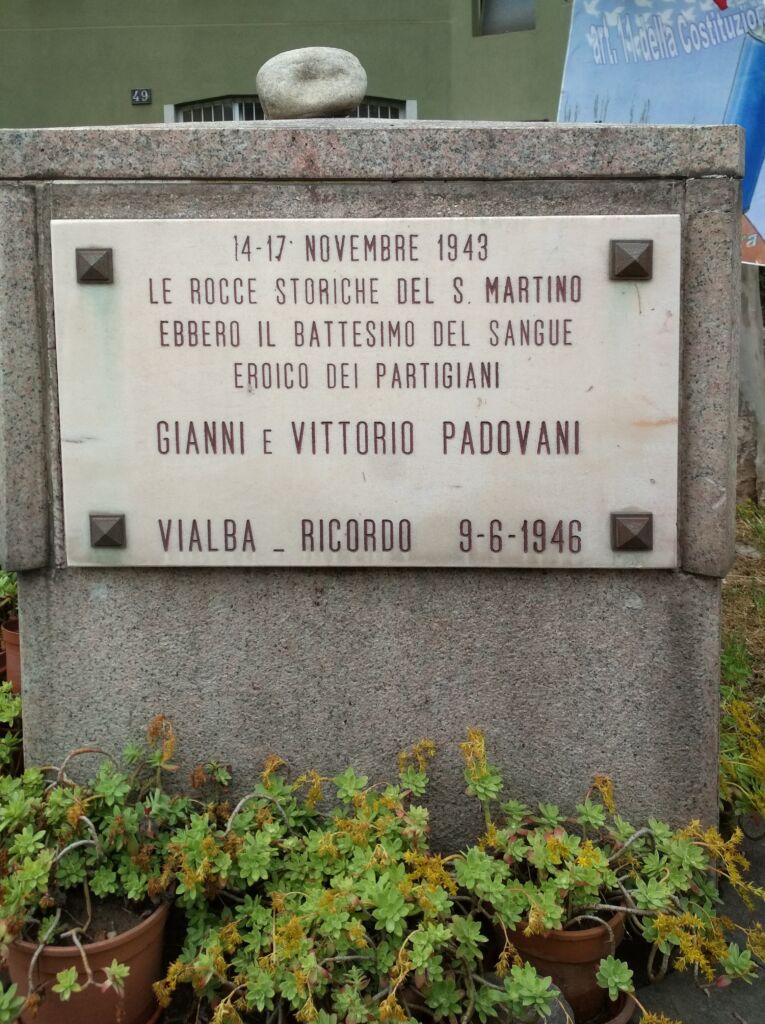 49
art. 11 della Costituzio
14-17 NOVEMBRE 1943
LE ROCCE STORICHE DEL S. MARTINO
EBBERO IL BATTESIMO DEL SANGUE
EROICO DEI PARTIGIANI
GIANNI E VITTORIO PADOVANI
VIALBA - RICORDO 9-6-1946